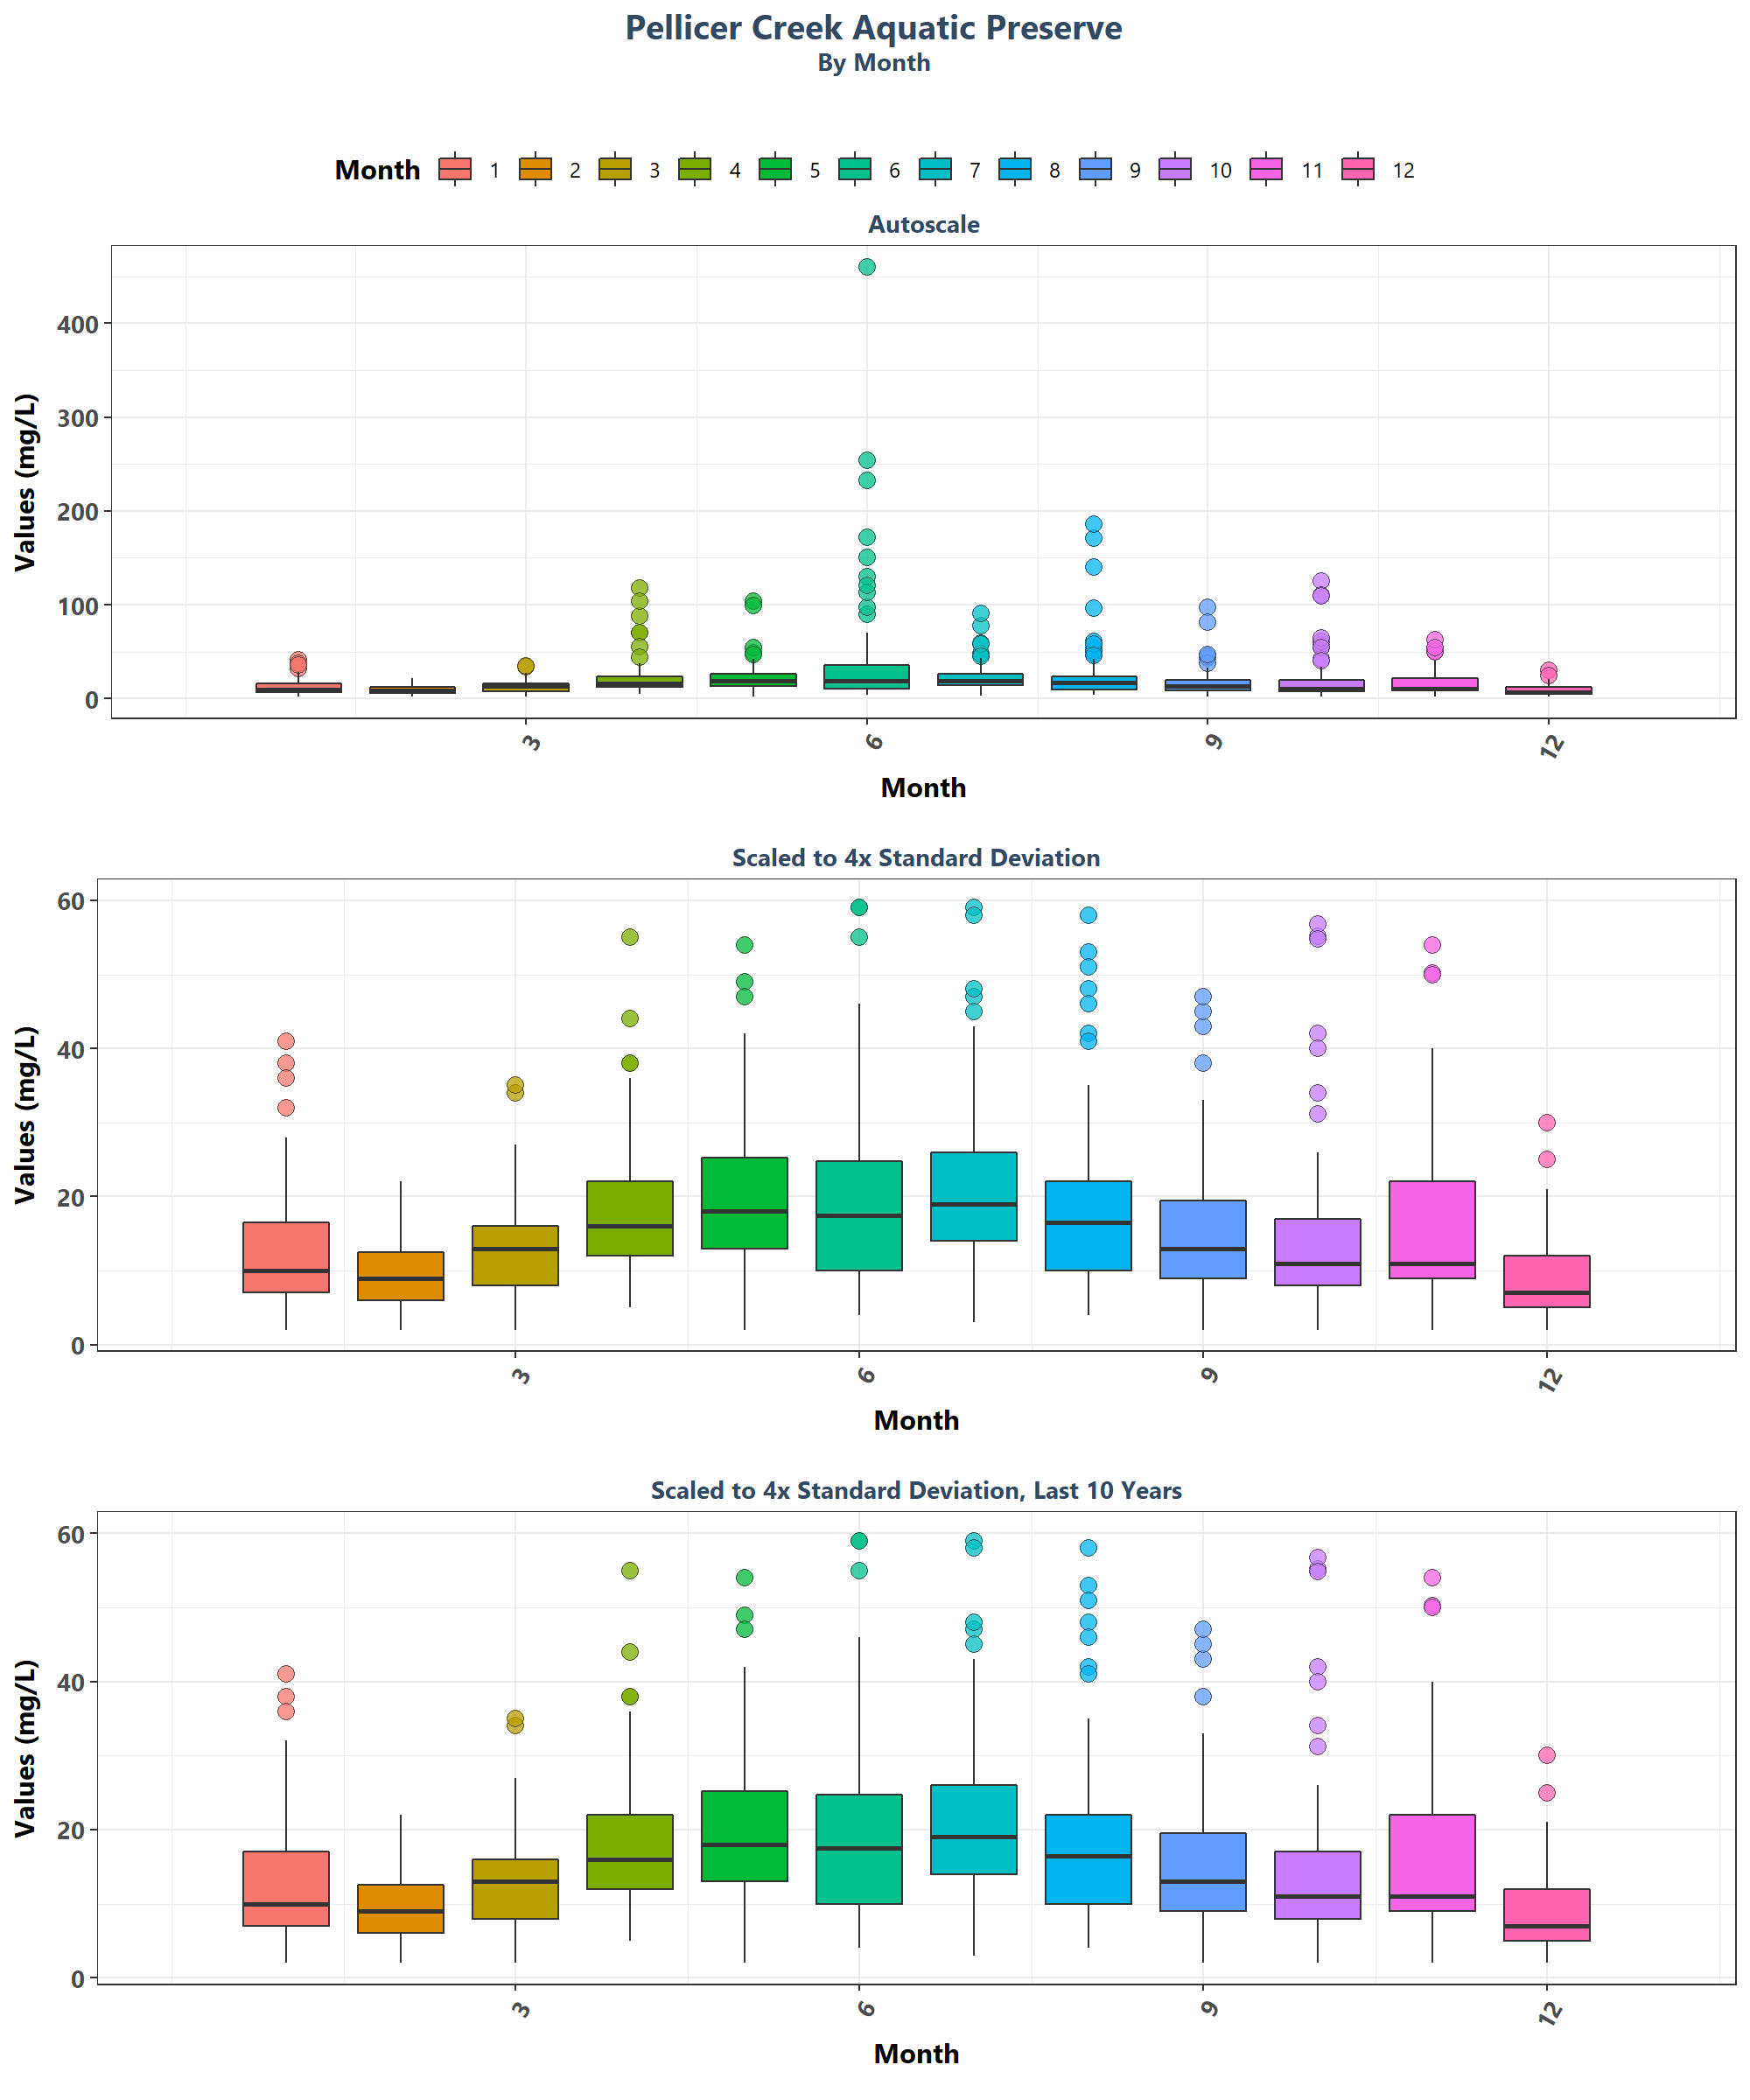 Pellicer Creek Aquatic Preserve
By Month
Month 1 2 3 4 5 6 7 8 9 10 11 12
Autoscale
Values (mg/L)
400
300
200
100
0
3 6 9 12
Month
Scaled to 4x Standard Deviation
Values (mg/L)
60
40
20
0
3 6 9 12
Month
Scaled to 4x Standard Deviation, Last 10 Years
Values (mg/L)
60
40
20
0
3 6 9 12
Month